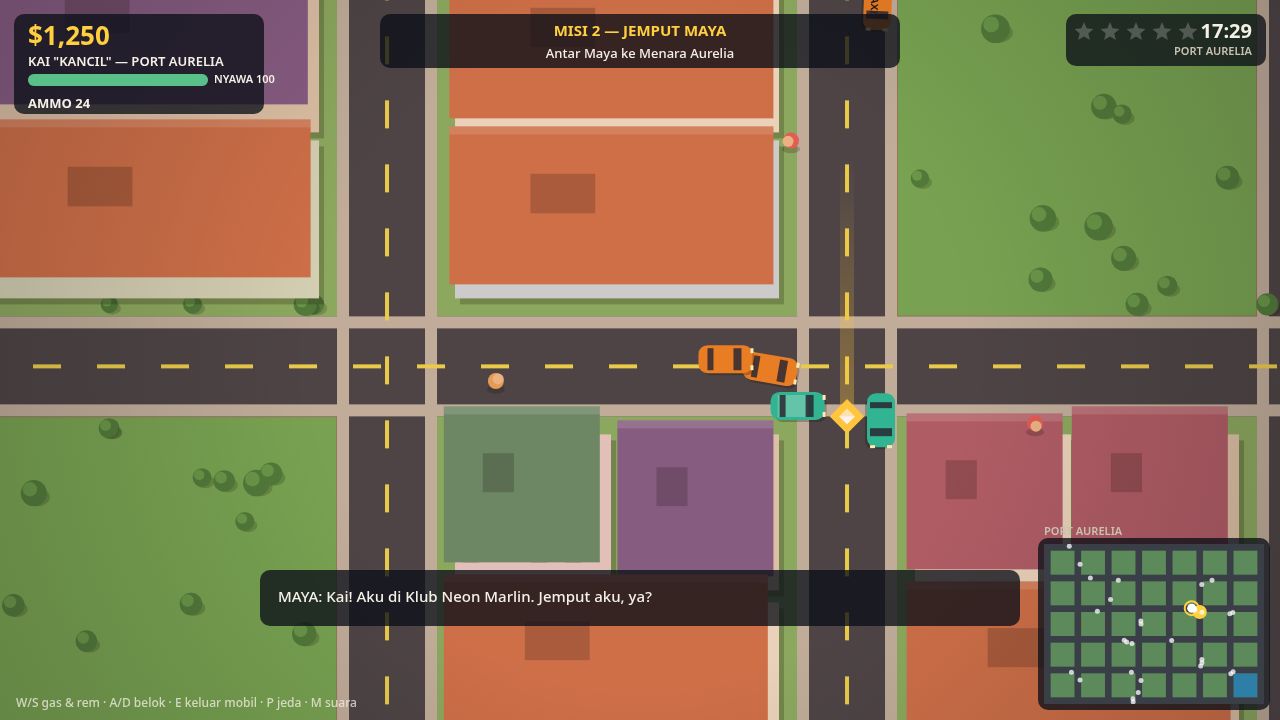 $1,250
KAI "KANCIL" — PORT AURELIA
NYAWA 100
AMMO 24
MISI 2 — JEMPUT MAYA
Antar Maya ke Menara Aurelia
17:29
PORT AURELIA
MAYA: Kai! Aku di Klub Neon Marlin. Jemput aku, ya?
PORT AURELIA
W/S gas & rem · A/D belok · E keluar mobil · P jeda · M suara